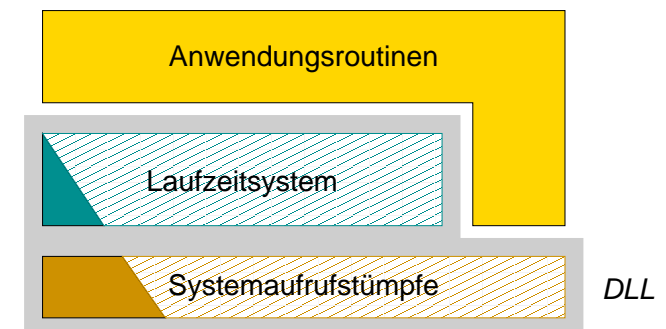 Anwendungsroutinen
Laufzeitsystem
Systemaufrufstümpfe
DLL